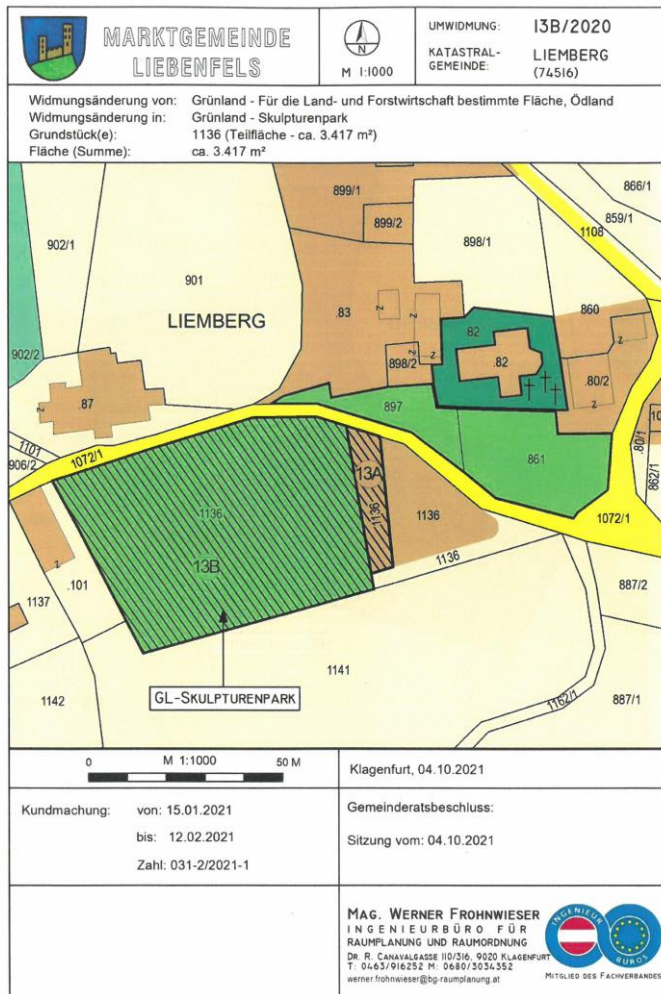 MARKTGEMEINDE
LIEBENFELS
N
M 1:1000
UMWIDMUNG: 13B/2020
KATASTRAL-
GEMEINDE: LIEMBERG
(74516)
Widmungsänderung von: Grünland - Für die Land- und Forstwirtschaft bestimmte Fläche, Ödland
Widmungsänderung in: Grünland - Skulpturenpark
Grundstück(e): 1136 (Teilfläche - ca. 3.417 m²)
Fläche (Summe): ca. 3.417 m²
899/1
866/1
899/2
859/1
902/1
898/1
1108
901
.83
860
LIEMBERG
82
902/2
898/2
.82
.80/2
.87
897
.80/1
862/1
1101
906/2
1072/1
861
13A
1136
1136
1136
1072/1
1136
13B
.101
1137
887/2
1141
1142
1162/1
887/1
GL-SKULPTURENPARK
0 M 1:1000 50 M
Klagenfurt, 04.10.2021
Kundmachung: von: 15.01.2021
bis: 12.02.2021
Zahl: 031-2/2021-1
Gemeinderatsbeschluss:
Sitzung vom: 04.10.2021
MAG. WERNER FROHNWIESER
INGENIEURBÜRO FÜR
RAUMPLANUNG UND RAUMORDNUNG
DR. R. CANAVALGASSE 110/316, 9020 KLAGENFURT
T: 0463/916252 M: 0680/3034352
werner.frohnwieser@bg-raumplanung.at
INGENIEUR
BÜROS
MITGLIED DES FACHVERBANDES